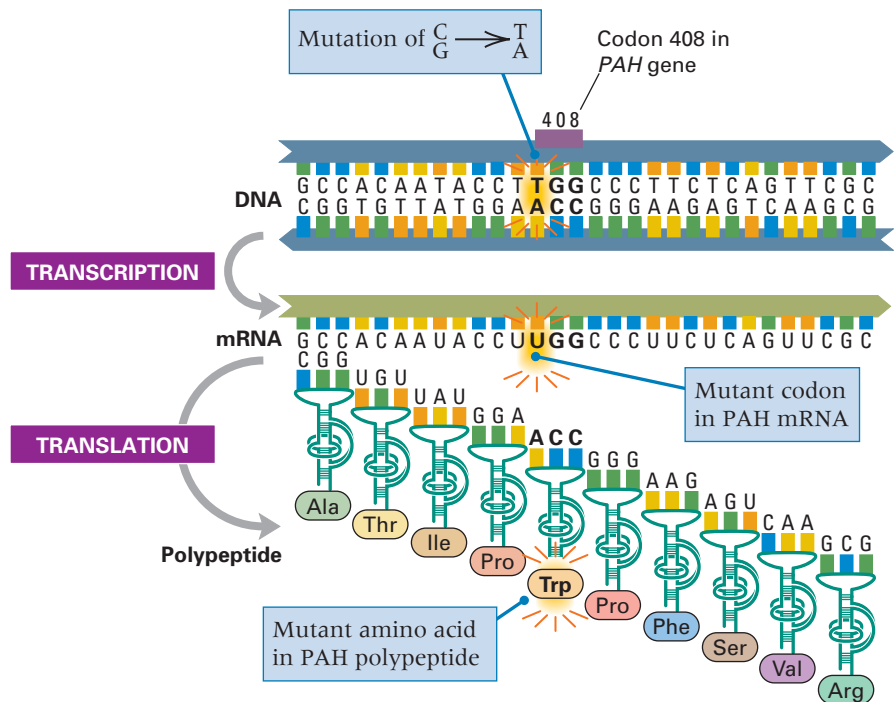 Mutation of C G → T A
Codon 408 in
PAH gene
408
G C C A C A A T A C C T T G G C C C T T C T C A G T T C G C
DNA
C G G T G T T A T G G A A C C G G G A A G A G T C A A G C G
TRANSCRIPTION
mRNA
G C C A C A A U A C C U U G G C C C U U C U C A G U U C G C
C G G
U G U
U A U
G G A
A C C
G G G
A A G
A G U
C A A
G C G
Mutant codon
in PAH mRNA
TRANSLATION
Polypeptide
Ala
Thr
Ile
Pro
Trp
Pro
Phe
Ser
Val
Arg
Mutant amino acid
in PAH polypeptide